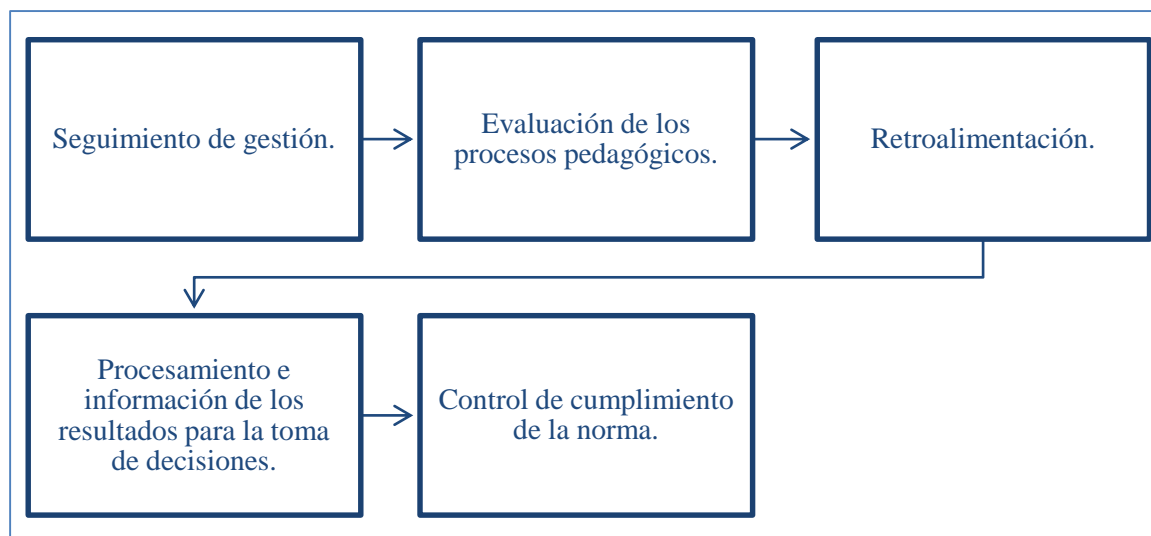 Seguimiento de gestión.
Evaluación de los
procesos pedagógicos.
Retroalimentación.
Procesamiento e
información de los
resultados para la toma
de decisiones.
Control de cumplimiento
de la norma.